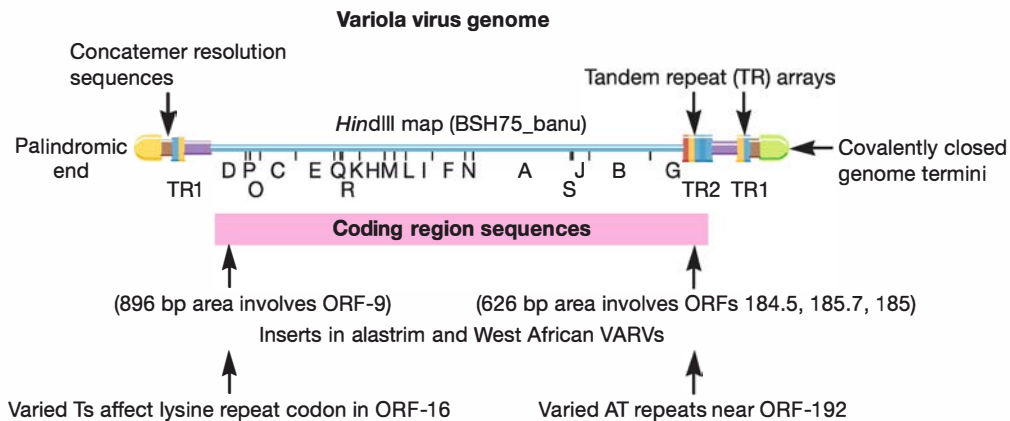 Variola virus genome
Concatemer resolution
sequences
Tandem repeat (TR) arrays
HindIII map (BSH75_banu)
Palindromic
end
Covalently closed
genome termini
D P C E Q K H M L I F N A J B G
O R S
TR1 TR2 TR1
Coding region sequences
(896 bp area involves ORF-9) (626 bp area involves ORFs 184.5, 185.7, 185)
Inserts in alastrim and West African VARVs
Varied Ts affect lysine repeat codon in ORF-16 Varied AT repeats near ORF-192